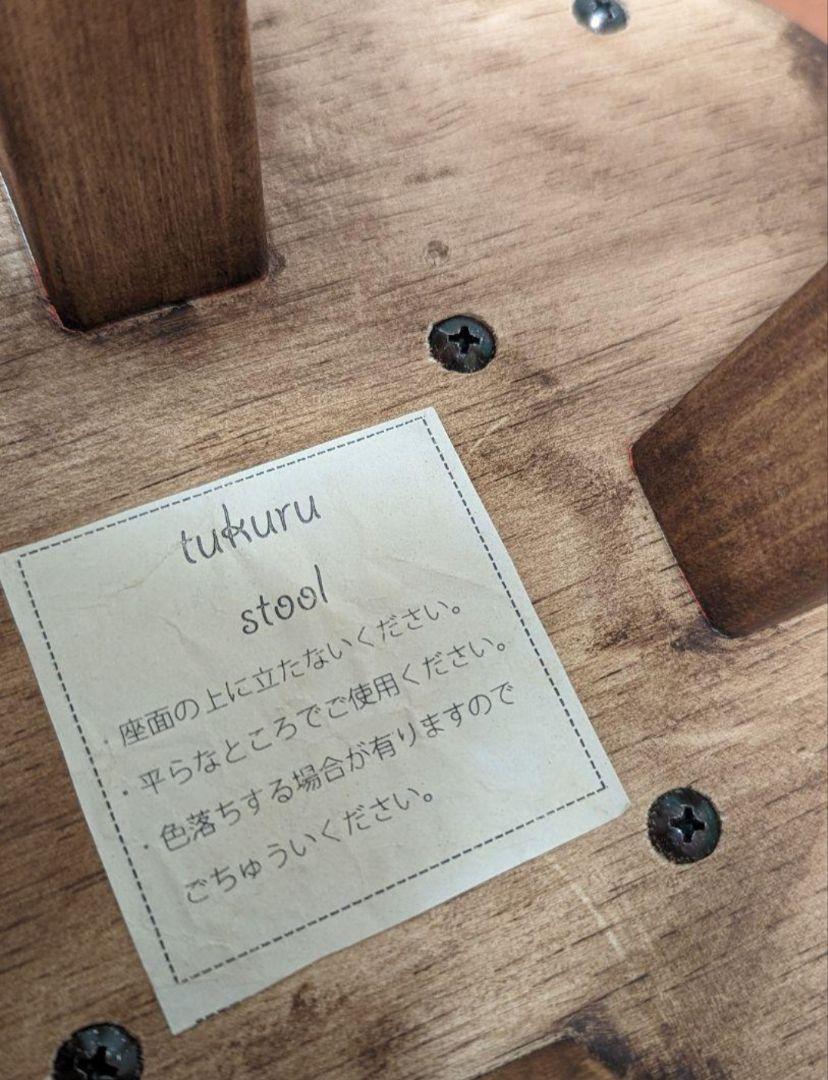 tukuru
stool
・座面の上に立たないください。
・平らなところでご使用ください。
・色落ちする場合が有りますので
ごちゅういください。